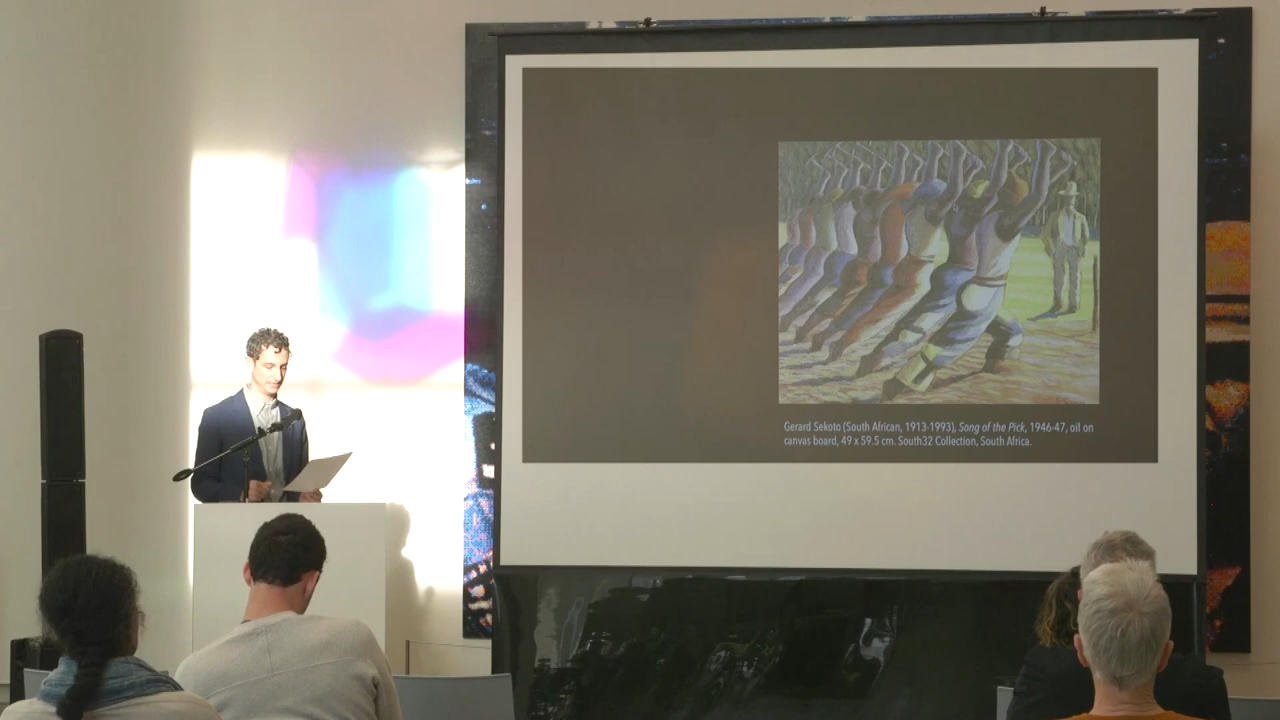 Gerard Sekoto (South African, 1913-1993), Song of the Pick, 1946-47, oil on
canvas board, 49 x 59.5 cm. South32 Collection, South Africa.